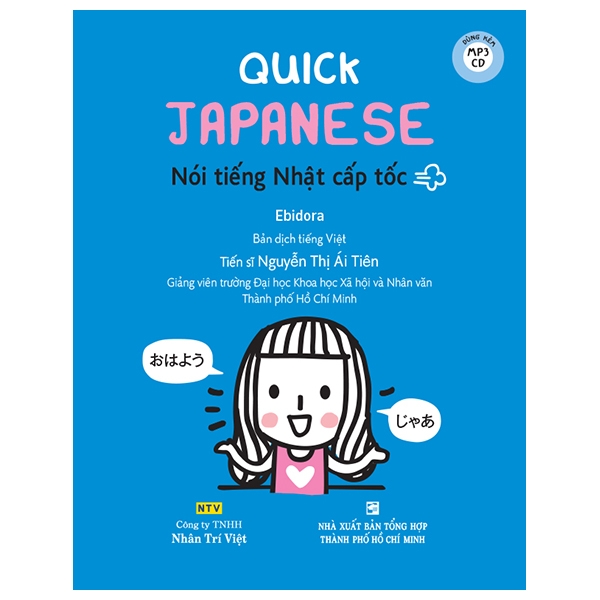 DÙNG KÈM
MP3
CD
QUICK
JAPANESE
Nói tiếng Nhật cấp tốc
Ebidora
Bản dịch tiếng Việt
Tiến sĩ Nguyễn Thị Ái Tiên
Giảng viên trường Đại học Khoa học Xã hội và Nhân văn
Thành phố Hồ Chí Minh
おはよう
じゃあ
NTV
Công ty TNHH
Nhân Trí Việt
NHÀ XUẤT BẢN TỔNG HỢP
THÀNH PHỐ HỒ CHÍ MINH